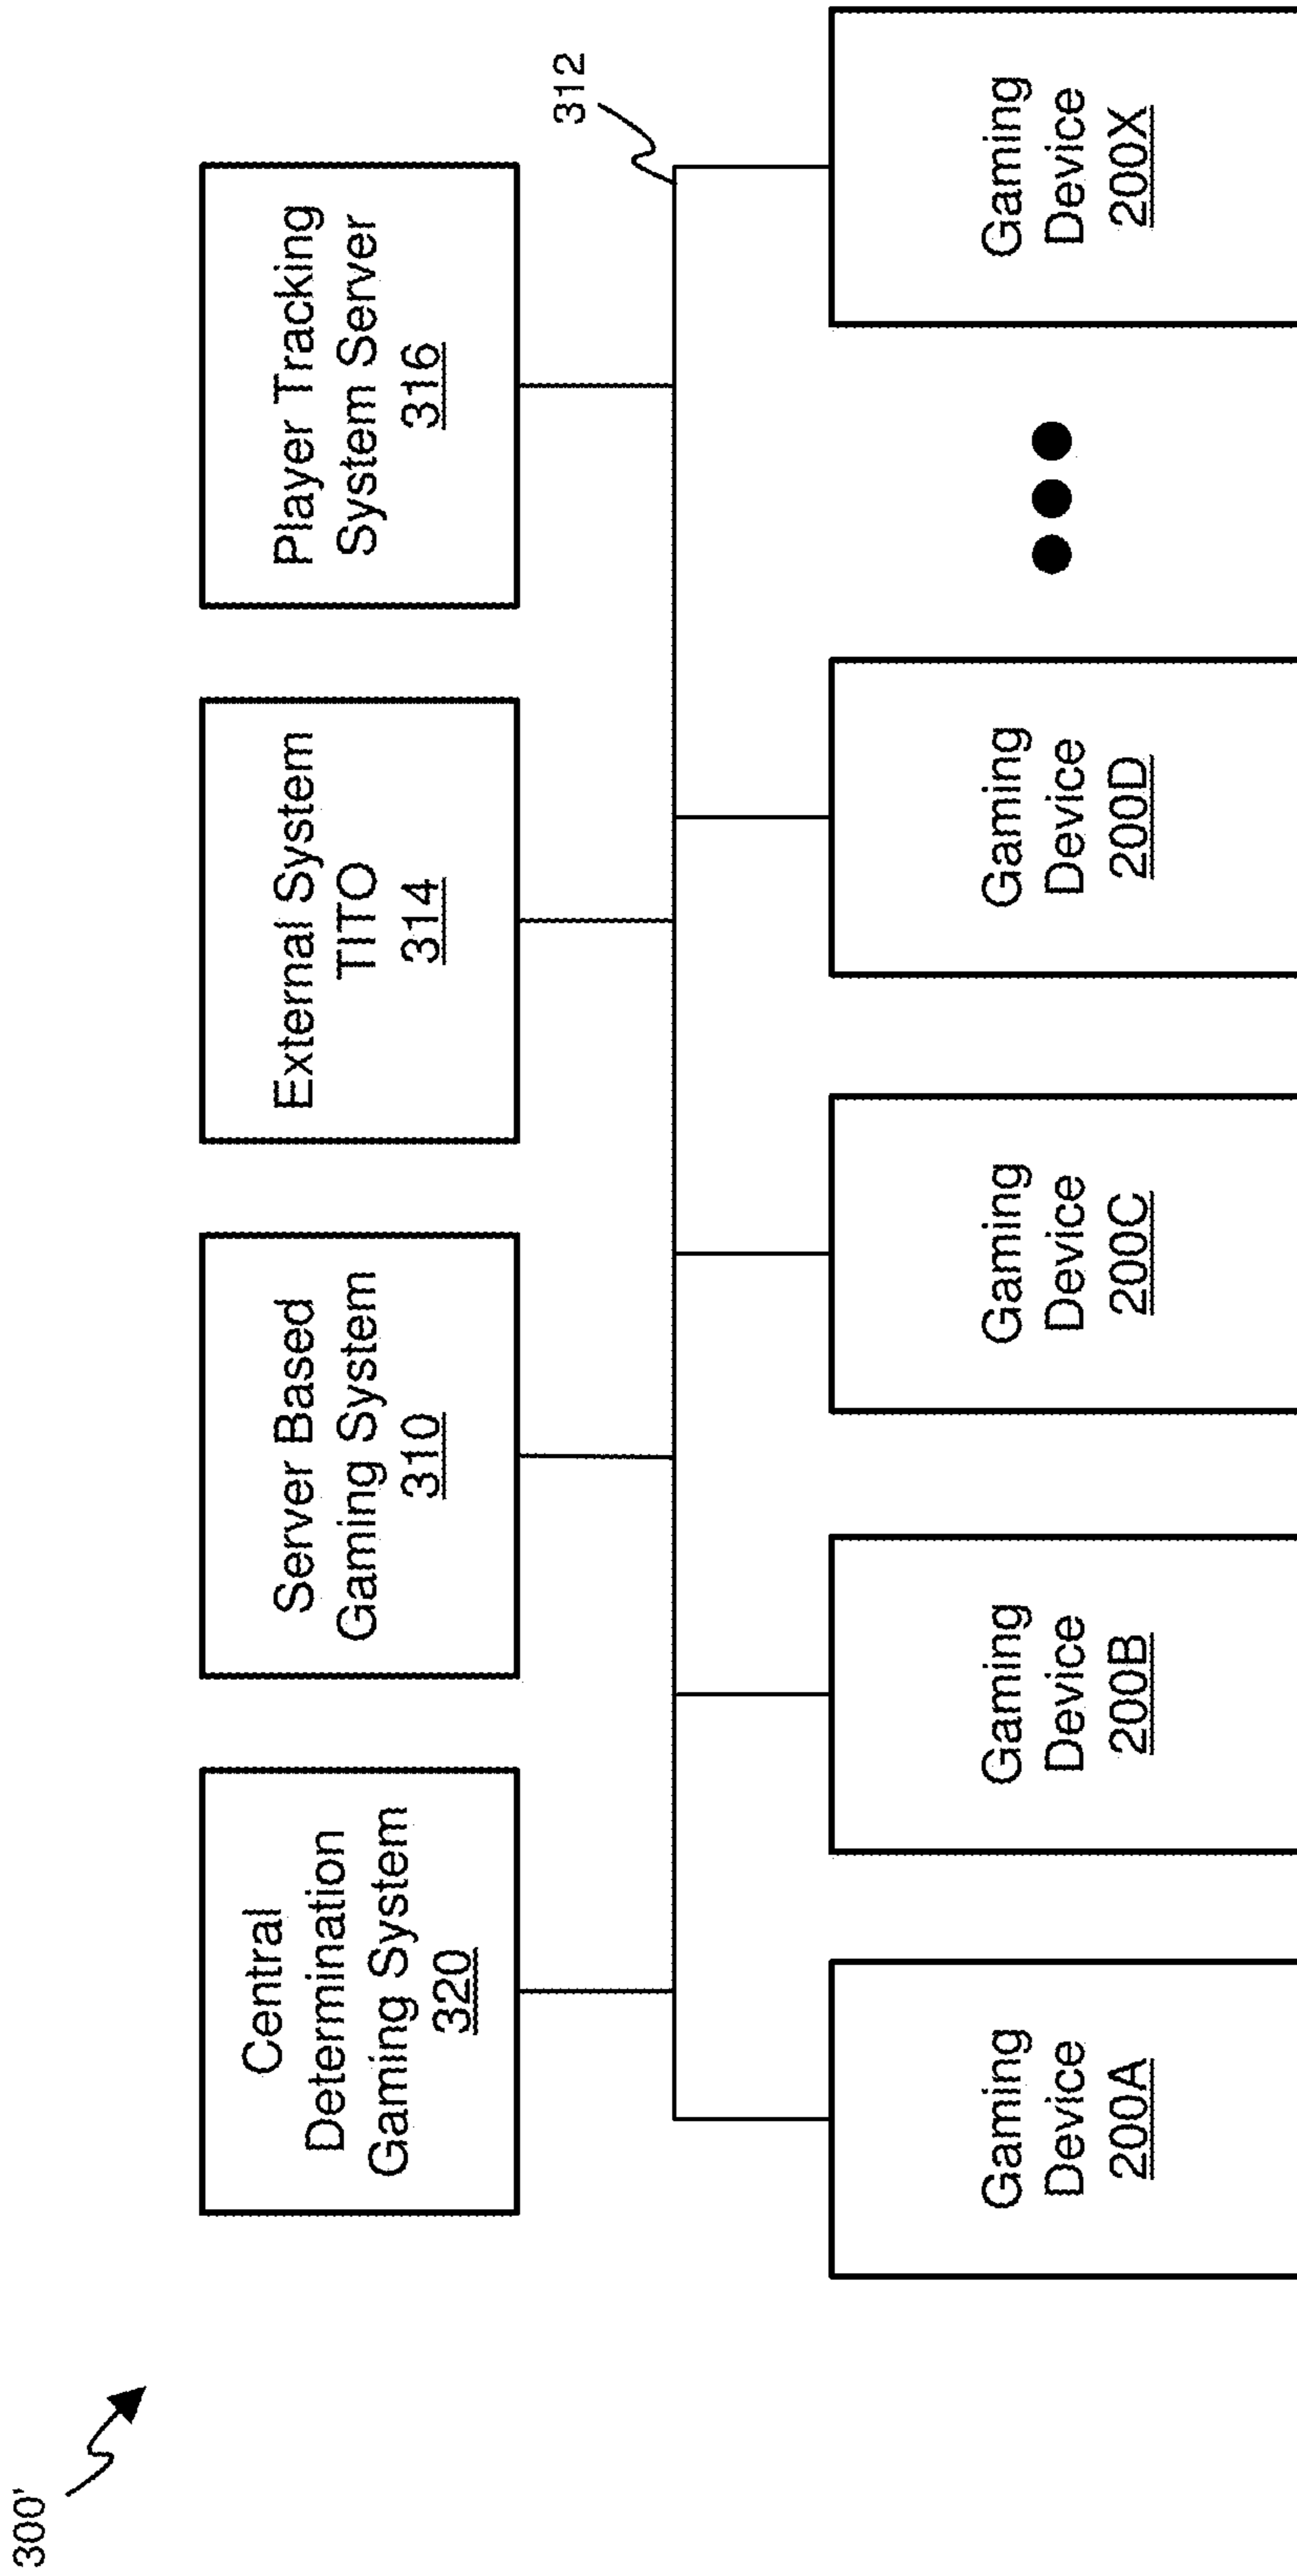 300'
Central
Determination
Gaming System
320
Server Based
Gaming System
310
External System
TITO
314
Player Tracking
System Server
316
312
Gaming
Device
200A
Gaming
Device
200B
Gaming
Device
200C
Gaming
Device
200D
Gaming
Device
200X